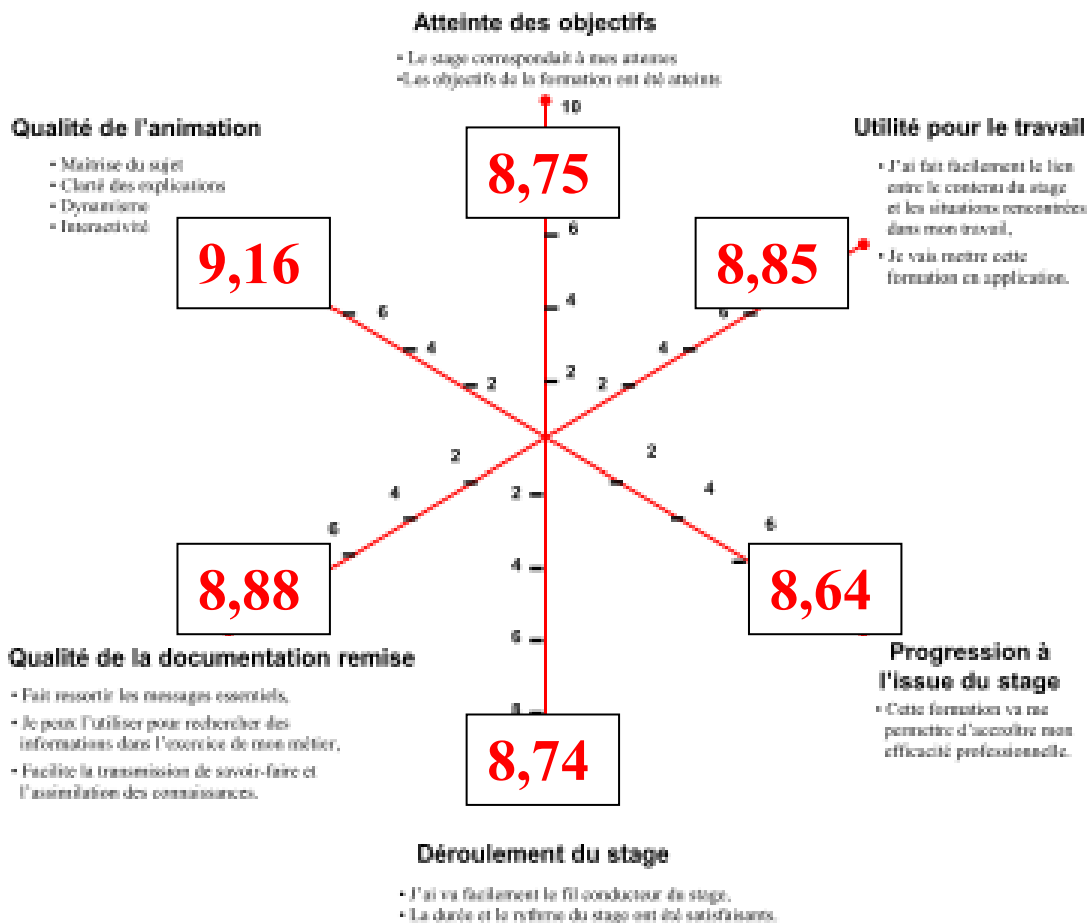 Atteinte des objectifs
• Le stage correspondait à mes attentes
•Les objectifs de la formation ont été atteints
10
8,75
6
4
2
Utilité pour le travail
• J'ai fait facilement le lien
entre le contenu du stage
et les situations rencontrées
dans mon travail.
• Je vais mettre cette
formation en application.
8,85
6
4
2
Qualité de l'animation
• Maîtrise du sujet
• Clarté des explications
• Dynamisme
• Interactivité
9,16
6
4
2
2
4
6
8,88
Qualité de la documentation remise
• Fait ressortir les messages essentiels.
• Je peux l'utiliser pour rechercher des
informations dans l'exercice de mon métier.
• Facilite la transmission de savoir-faire et
l'assimilation des connaissances.
2
4
6
8,64
Progression à
l'issue du stage
• Cette formation va me
permettre d'accroître mon
efficacité professionnelle.
2
4
6
8
8,74
Déroulement du stage
• J'ai vu facilement le fil conducteur du stage.
• La durée et le rythme du stage ont été satisfaisants.